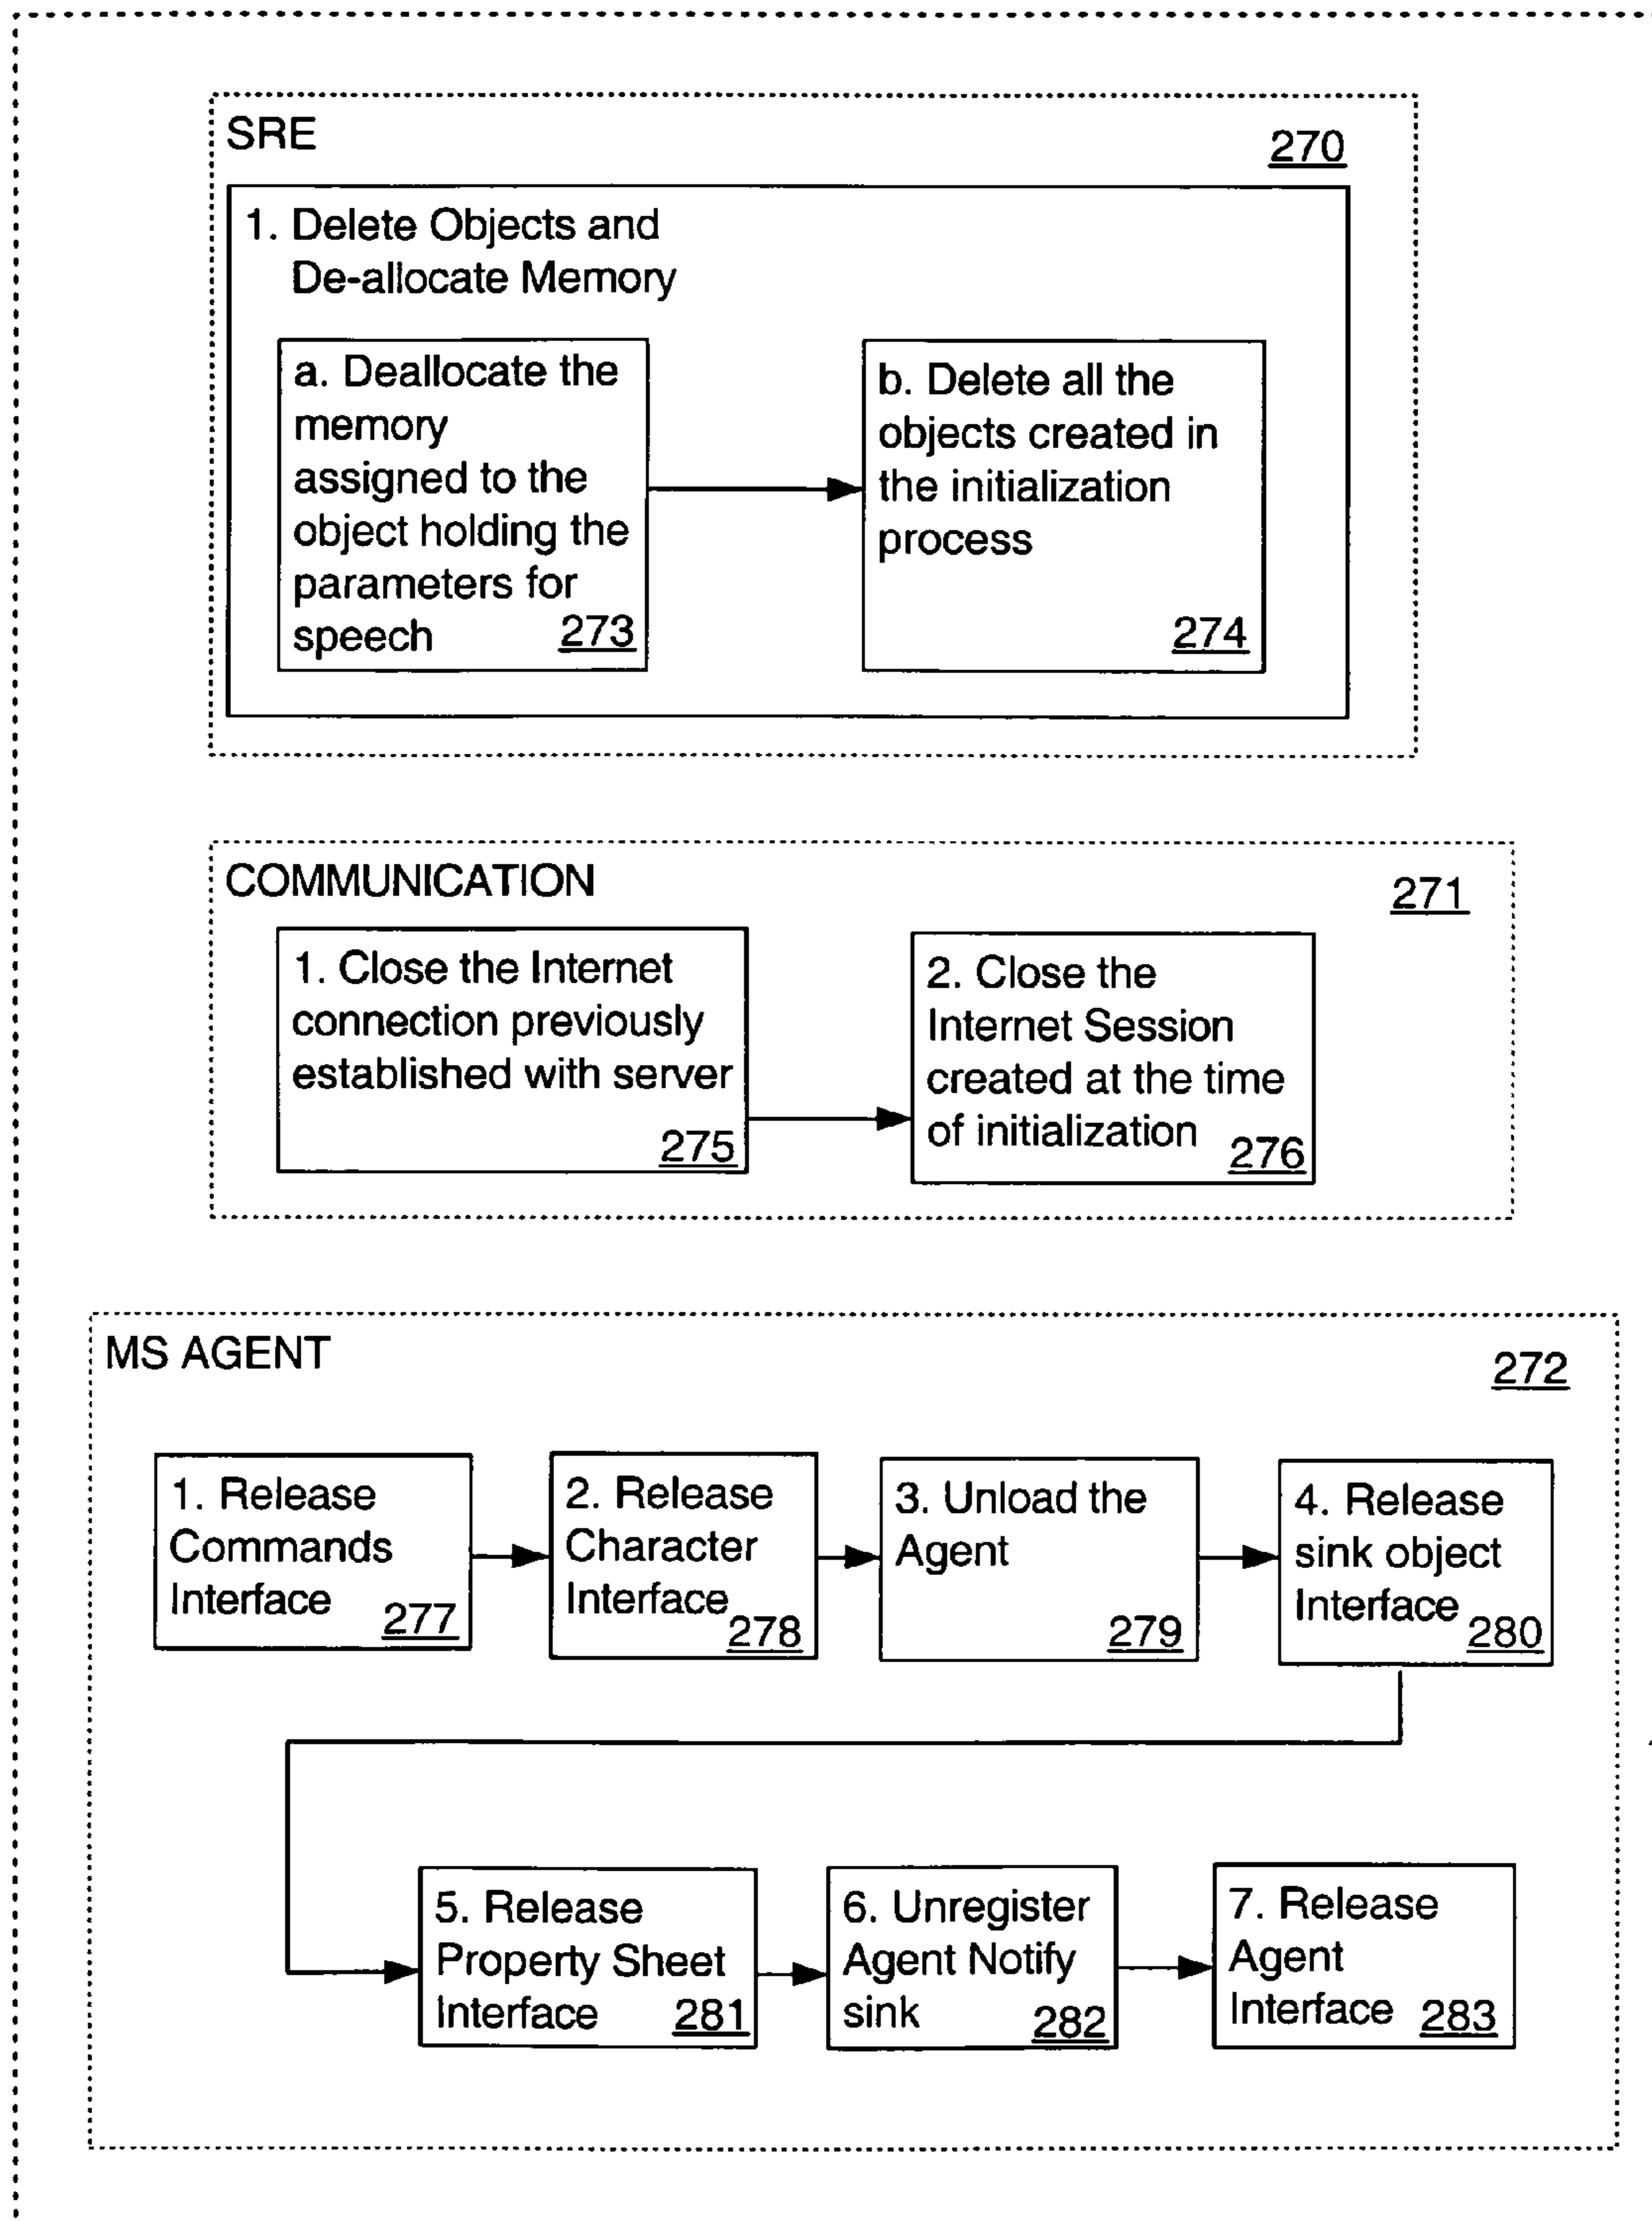 SRE
270
1. Delete Objects and
De-allocate Memory
a. Deallocate the
memory
assigned to the
object holding the
parameters for
speech 273
b. Delete all the
objects created in
the initialization
process
274
COMMUNICATION
271
1. Close the Internet
connection previously
established with server
275
2. Close the
Internet Session
created at the time
of initialization 276
MS AGENT
272
1. Release
Commands
Interface 277
2. Release
Character
Interface 278
3. Unload the
Agent
279
4. Release
sink object
Interface 280
5. Release
Property Sheet
Interface 281
6. Unregister
Agent Notify
sink 282
7. Release
Agent
Interface 283